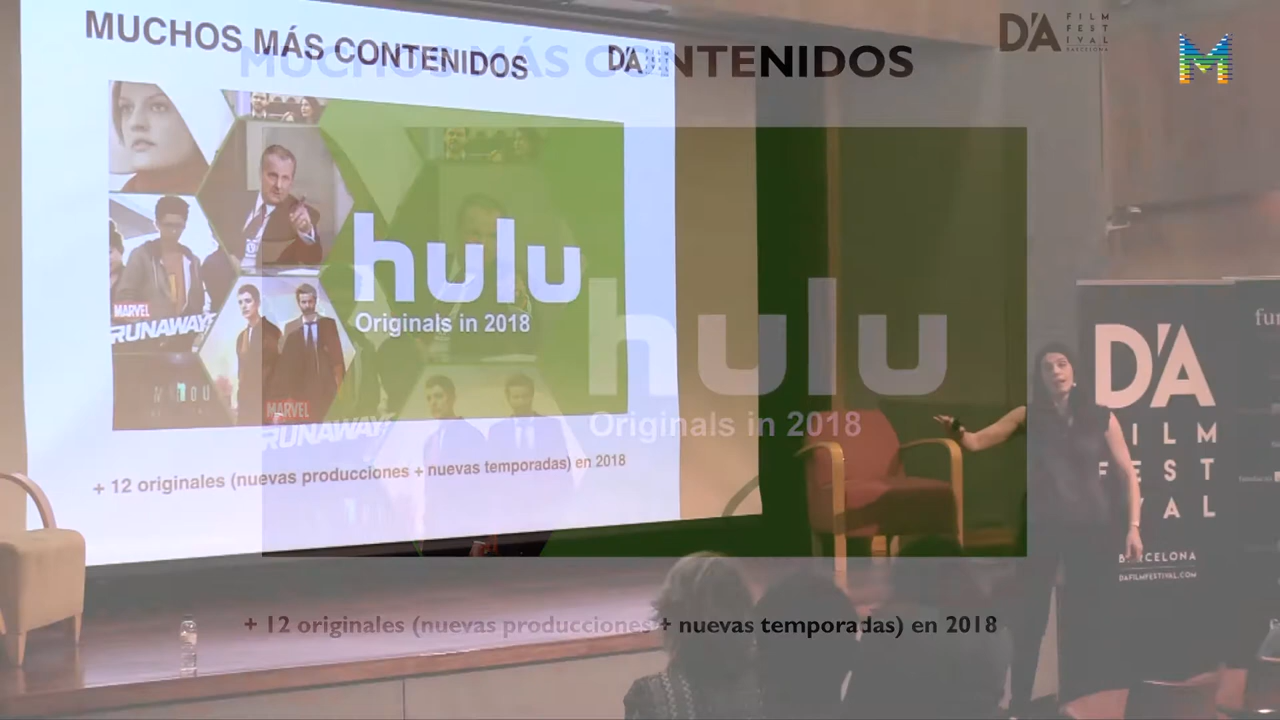 MUCHOS MÁS CONTENIDOS
D'A
hulu
Originals in 2018
MARVEL
RUNAWAYS
+ 12 originales (nuevas producciones + nuevas temporadas) en 2018
MUCHOS MÁS CONTENIDOS
D'A FILM
FEST
IVAL
BARCELONA
M
hulu
Originals in 2018
MARVEL
RUNAWAYS
+ 12 originales (nuevas producciones + nuevas temporadas) en 2018
D'A
FILM
FEST
IVAL
BARCELONA
DAFILMFESTIVAL.COM